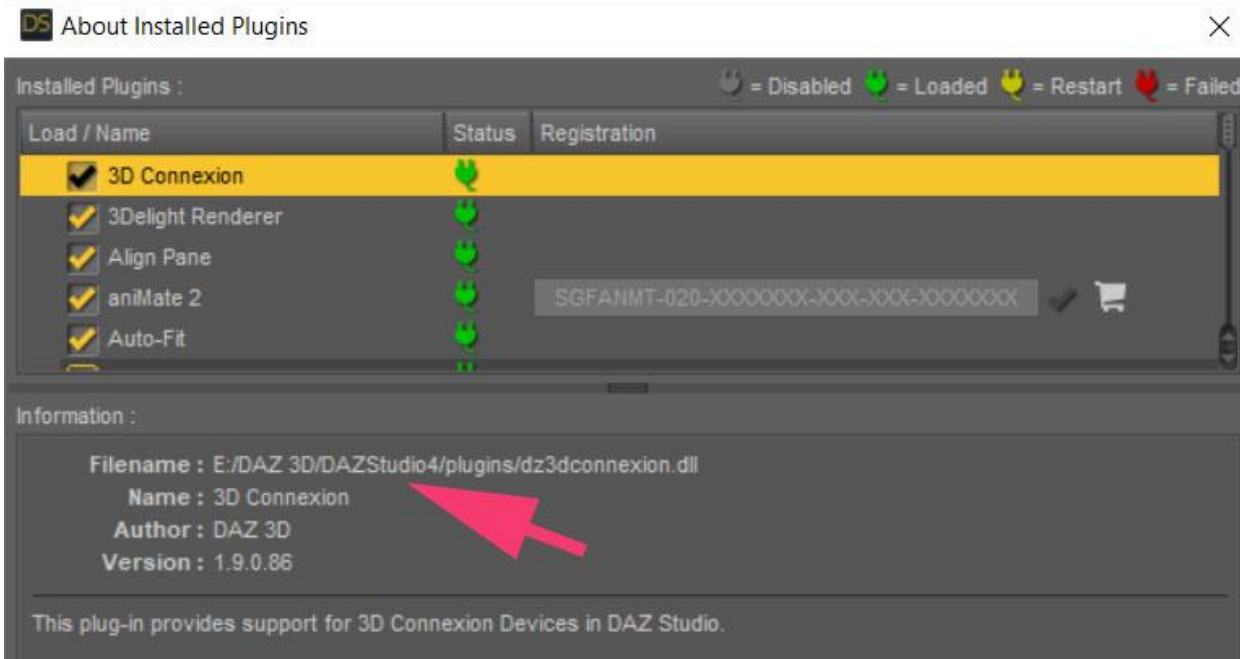 DS About Installed Plugins
Installed Plugins : = Disabled = Loaded = Restart = Failed
Load / Name Status Registration
3D Connexion
3Delight Renderer
Align Pane
aniMate 2 SGFANMT-020-XXXXXXX-XXX-XXX-XXXXXXX
Auto-Fit
Information :
Filename : E:/DAZ 3D/DAZStudio4/plugins/dz3dconnexion.dll
Name : 3D Connexion
Author : DAZ 3D
Version : 1.9.0.86
This plug-in provides support for 3D Connexion Devices in DAZ Studio.